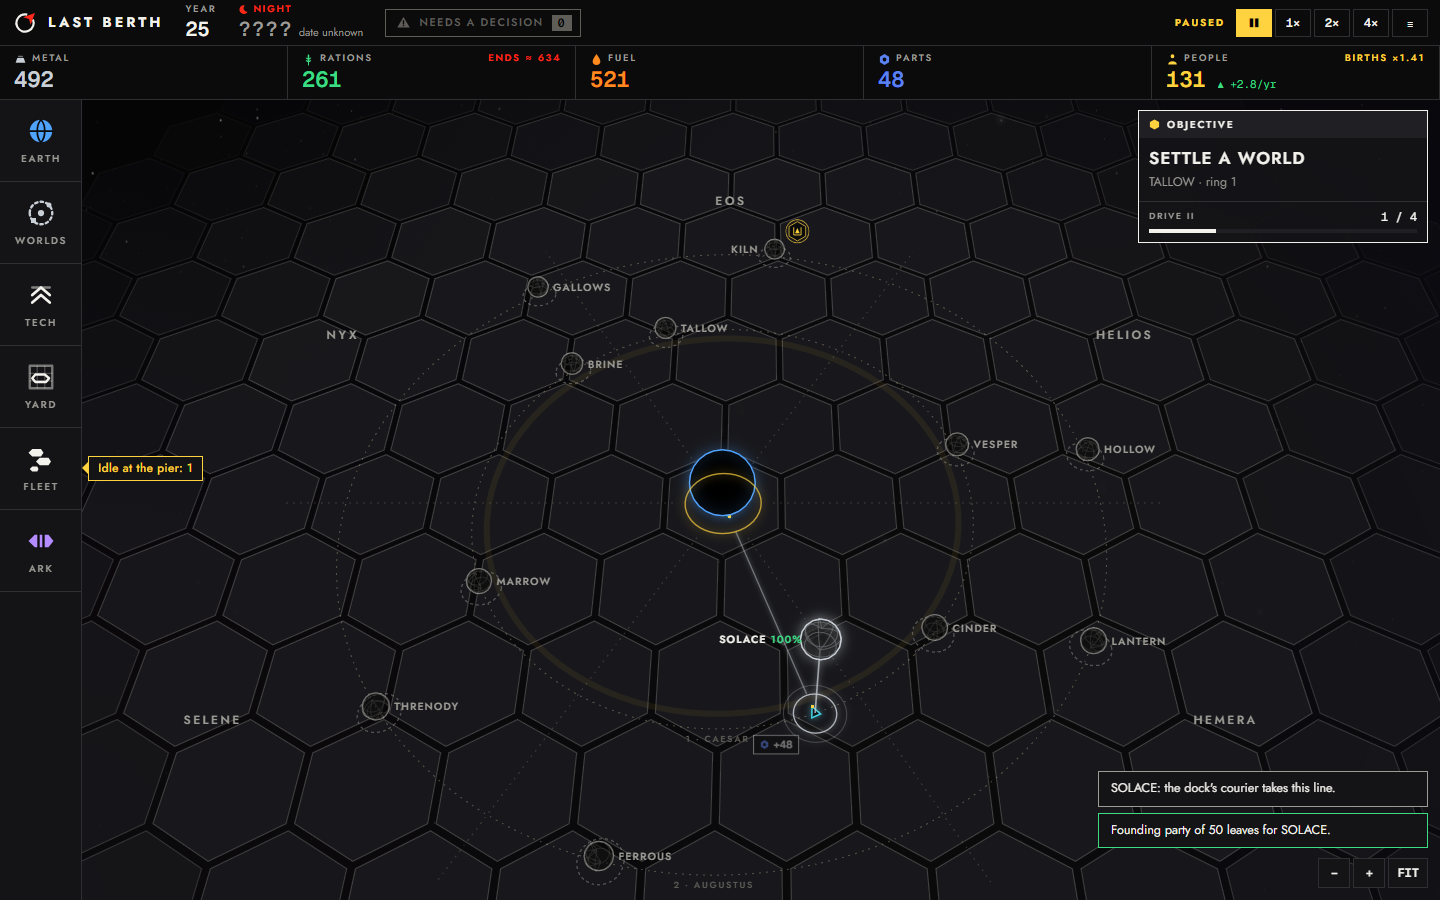 LAST BERTH
YEAR
25
NIGHT
????
date unknown
NEEDS A DECISION 0
PAUSED
1×
2×
4×
METAL
492
RATIONS
261
ENDS ≈ 634
FUEL
521
PARTS
48
PEOPLE
131
▲ +2.8/yr
BIRTHS ×1.41
EARTH
WORLDS
TECH
YARD
FLEET
ARK
Idle at the pier: 1
OBJECTIVE
SETTLE A WORLD
TALLOW · ring 1
DRIVE II
1 / 4
EOS
KILN
GALLOWS
TALLOW
NYX
HELIOS
BRINE
VESPER
HOLLOW
MARROW
CINDER
SOLACE 100%
LANTERN
THRENODY
SELENE
HEMERA
1 · CAESAR
+48
FERROUS
2 · AUGUSTUS
SOLACE: the dock's courier takes this line.
Founding party of 50 leaves for SOLACE.
−
+
FIT